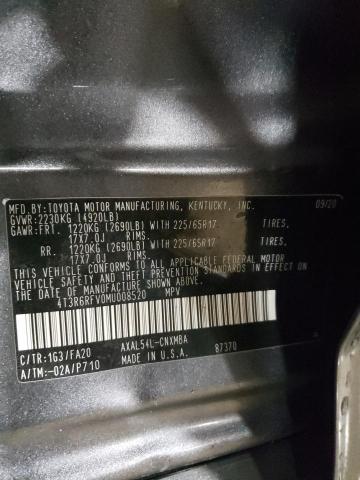 MFD.BY:TOYOTA MOTOR MANUFACTURING, KENTUCKY, INC. 09/20
GVWR:2230KG (4920LB)
GAWR:FRT. 1220KG (2690LB) WITH 225/65R17 TIRES,
17X7.0J RIMS.
RR. 1220KG (2690LB) WITH 225/65R17 TIRES,
17X7.0J RIMS.
THIS VEHICLE CONFORMS TO ALL APPLICABLE FEDERAL MOTOR
VEHICLE SAFETY AND THEFT PREVENTION STANDARDS IN EFFECT ON
THE DATE OF MANUFACTURE SHOWN ABOVE.
4T3R6RFV0MU008520 MPV
C/TR:1G3/FA20 AXAL54L-CNXMBA
A/TM:-02A/P710 MADE IN U.S.A. B7370